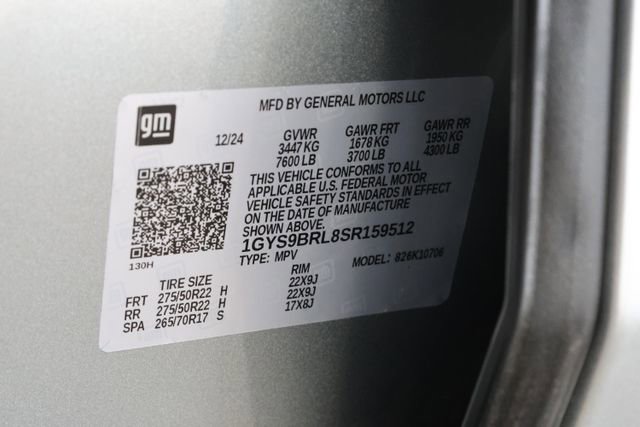 MFD BY GENERAL MOTORS LLC
gm
12/24 GVWR GAWR FRT GAWR RR
3447 KG 1678 KG 1950 KG
7600 LB 3700 LB 4300 LB
THIS VEHICLE CONFORMS TO ALL
APPLICABLE U.S. FEDERAL MOTOR
VEHICLE SAFETY STANDARDS IN EFFECT
ON THE DATE OF MANUFACTURE
SHOWN ABOVE.
1GYS9BRL8SR159512
130H TYPE: MPV MODEL: 826K10706
TIRE SIZE RIM
FRT 275/50R22 H 22X9J
RR 275/50R22 H 22X9J
SPA 265/70R17 S 17X8J